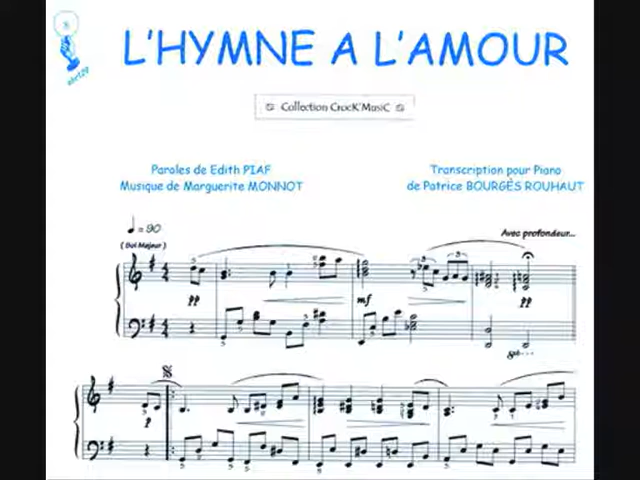 L'HYMNE A L'AMOUR
Collection CrocK'MusiC
Paroles de Edith PIAF
Musique de Marguerite MONNOT
Transcription pour Piano
de Patrice BOURGÈS ROUHAUT
= 90
(Sol Majeur)
Avec profondeur...
pp
mf
pp
8va
p